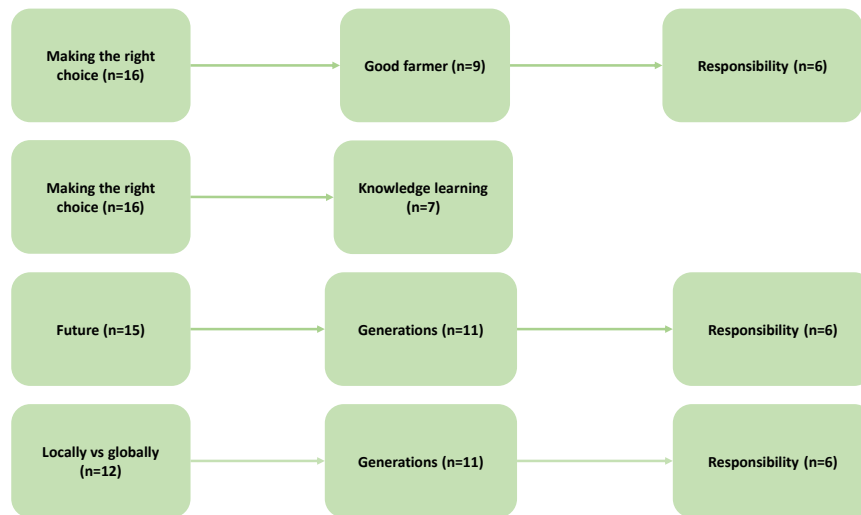 Making the right
choice (n=16)
Good farmer (n=9)
Responsibility (n=6)
Making the right
choice (n=16)
Knowledge learning
(n=7)
Future (n=15)
Generations (n=11)
Responsibility (n=6)
Locally vs globally
(n=12)
Generations (n=11)
Responsibility (n=6)